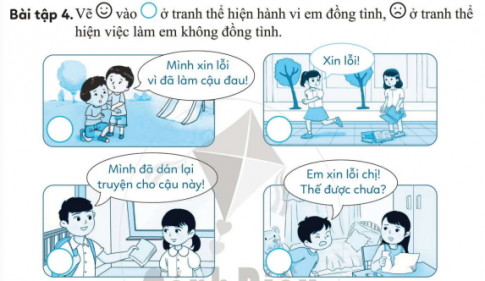 Bài tập 4. Vẽ ☺ vào ○ ở tranh thể hiện hành vi em đồng tình, ☹ ở tranh thể
hiện việc làm em không đồng tình.
Mình xin lỗi
vì đã làm cậu đau!
Xin lỗi!
Mình đã dán lại
truyện cho cậu này!
Em xin lỗi chị!
Thế được chưa?